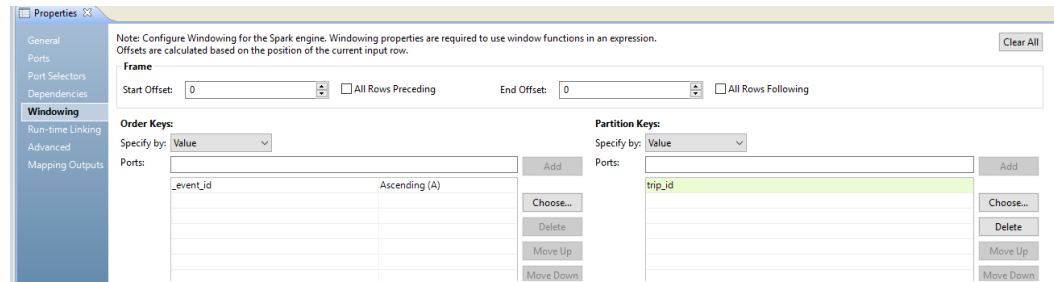 Properties
General
Ports
Port Selectors
Dependencies
Windowing
Run-time Linking
Advanced
Mapping Outputs
Note: Configure Windowing for the Spark engine. Windowing properties are required to use window functions in an expression.
Offsets are calculated based on the position of the current input row.
Clear All
Frame
Start Offset: 0 All Rows Preceding End Offset: 0 All Rows Following
Order Keys:
Specify by: Value
Ports: Add
_event_id Ascending (A)
Choose...
Delete
Move Up
Move Down
Partition Keys:
Specify by: Value
Ports: Add
trip_id
Choose...
Delete
Move Up
Move Down